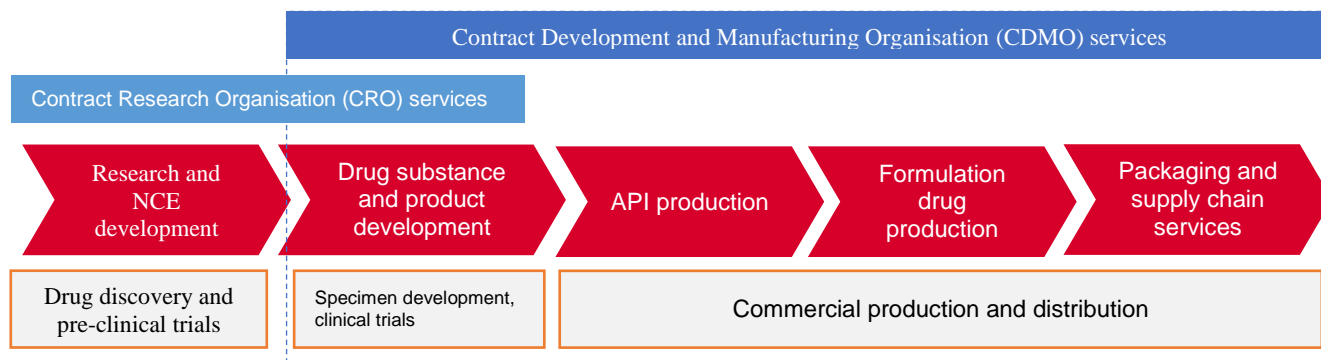 Contract Development and Manufacturing Organisation (CDMO) services
Contract Research Organisation (CRO) services
Research and
NCE
development
Drug substance
and product
development
API production
Formulation
drug
production
Packaging and
supply chain
services
Drug discovery and
pre-clinical trials
Specimen development,
clinical trials
Commercial production and distribution